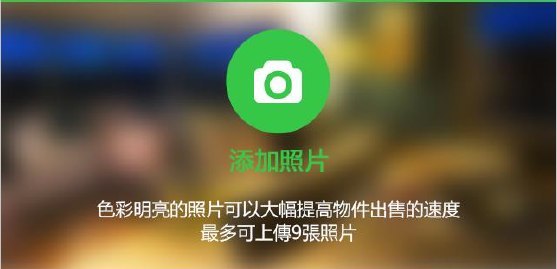 添加照片
色彩明亮的照片可以大幅提高物件出售的速度
最多可上傳9張照片